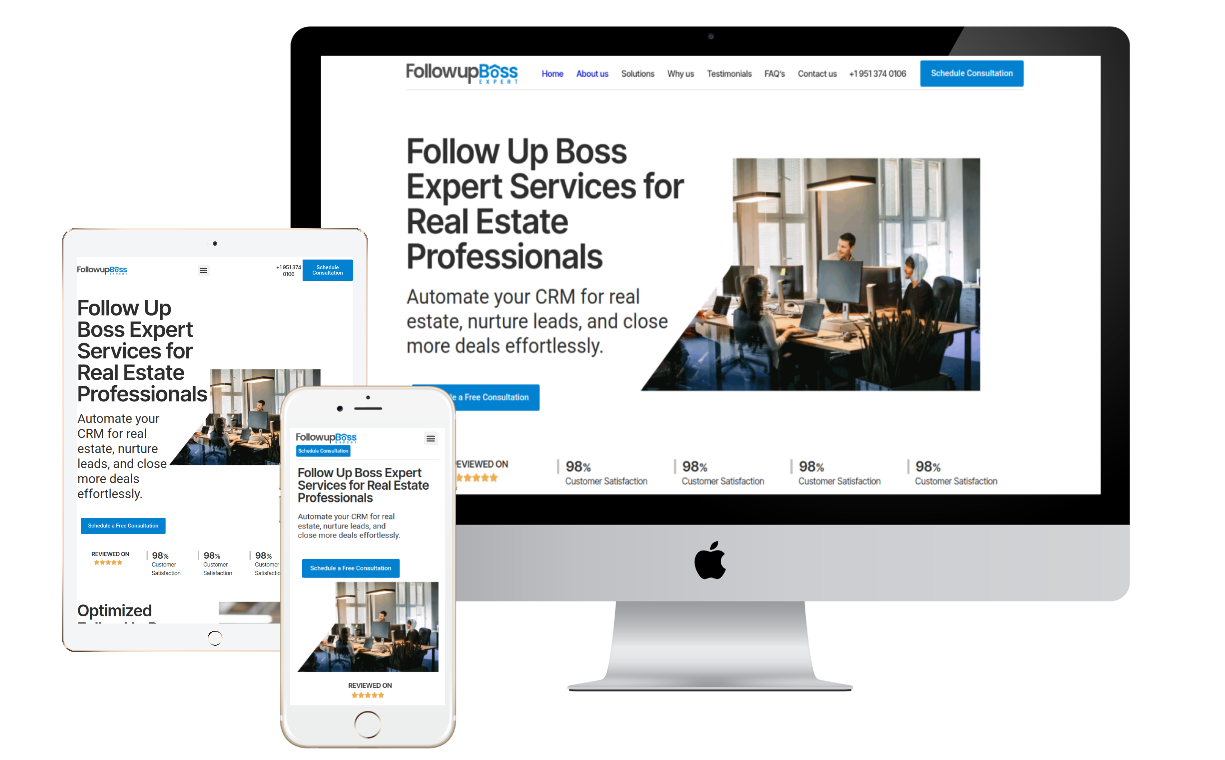 FollowupBoss
EXPERT
Home About us Solutions Why us Testimonials FAQ's Contact us +1 951 374 0106 Schedule Consultation
Follow Up Boss
Expert Services for
Real Estate
Professionals
Automate your CRM for real
estate, nurture leads, and close
more deals effortlessly.
le a Free Consultation
EVIEWED ON
98%
Customer Satisfaction
98%
Customer Satisfaction
98%
Customer Satisfaction
98%
Customer Satisfaction
FollowupBoss
EXPERT
+1 951 374
0106
Schedule
Consultation
Follow Up
Boss Expert
Services for
Real Estate
Professionals
Automate your
CRM for real
estate, nurture
leads, and close
more deals
effortlessly.
Schedule a Free Consultation
REVIEWED ON
98%
Customer
Satisfaction
98%
Customer
Satisfaction
98%
Customer
Satisfactic
Optimized
FollowupBoss
EXPERT
Schedule Consultation
Follow Up Boss Expert
Services for Real Estate
Professionals
Automate your CRM for real
estate, nurture leads, and
close more deals effortlessly.
Schedule a Free Consultation
REVIEWED ON